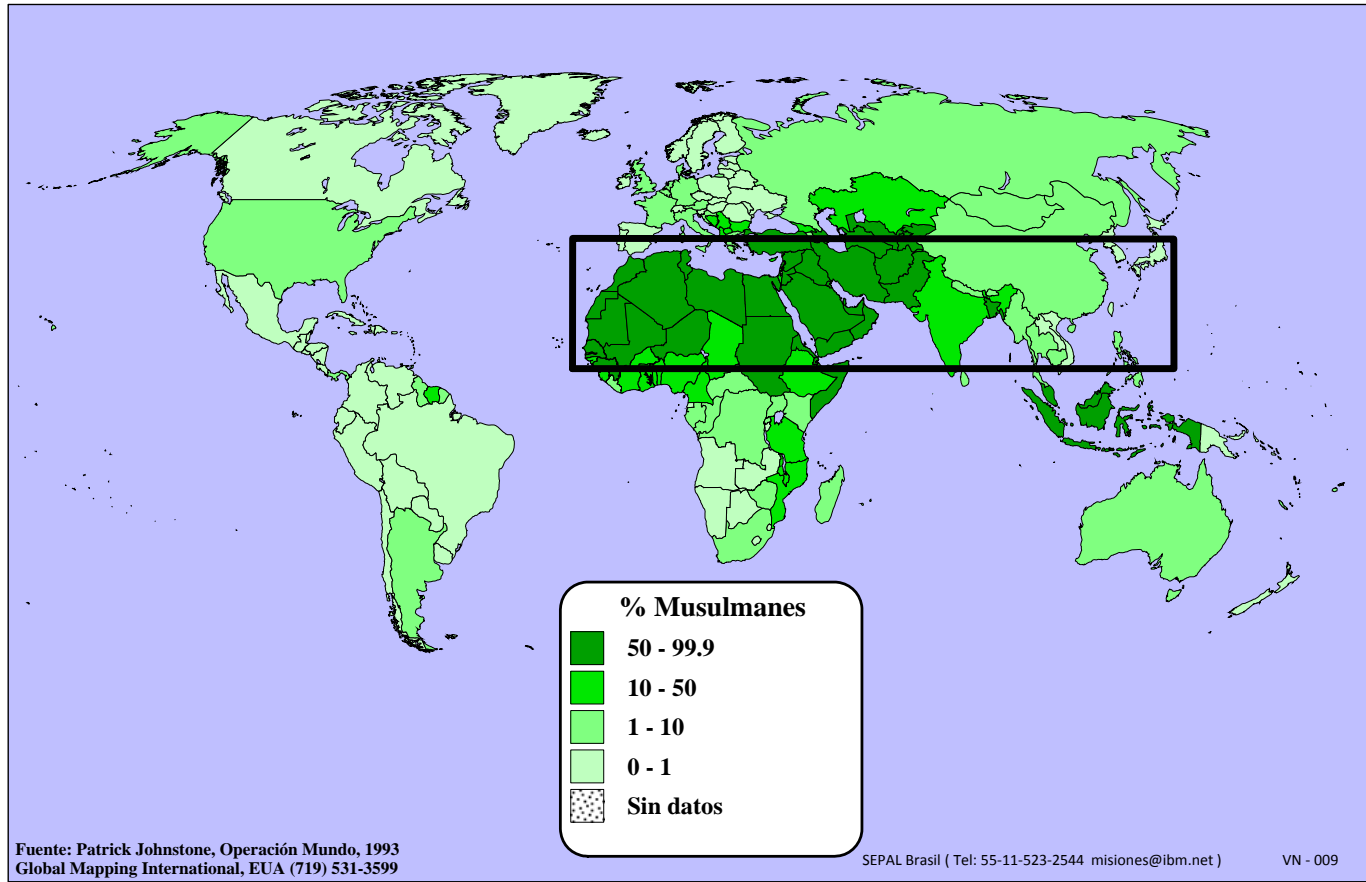 % Musulmanes
50 - 99.9
10 - 50
1 - 10
0 - 1
Sin datos
Fuente: Patrick Johnstone, Operación Mundo, 1993
Global Mapping International, EUA (719) 531-3599
SEPAL Brasil ( Tel: 55-11-523-2544 misiones@ibm.net )
VN - 009